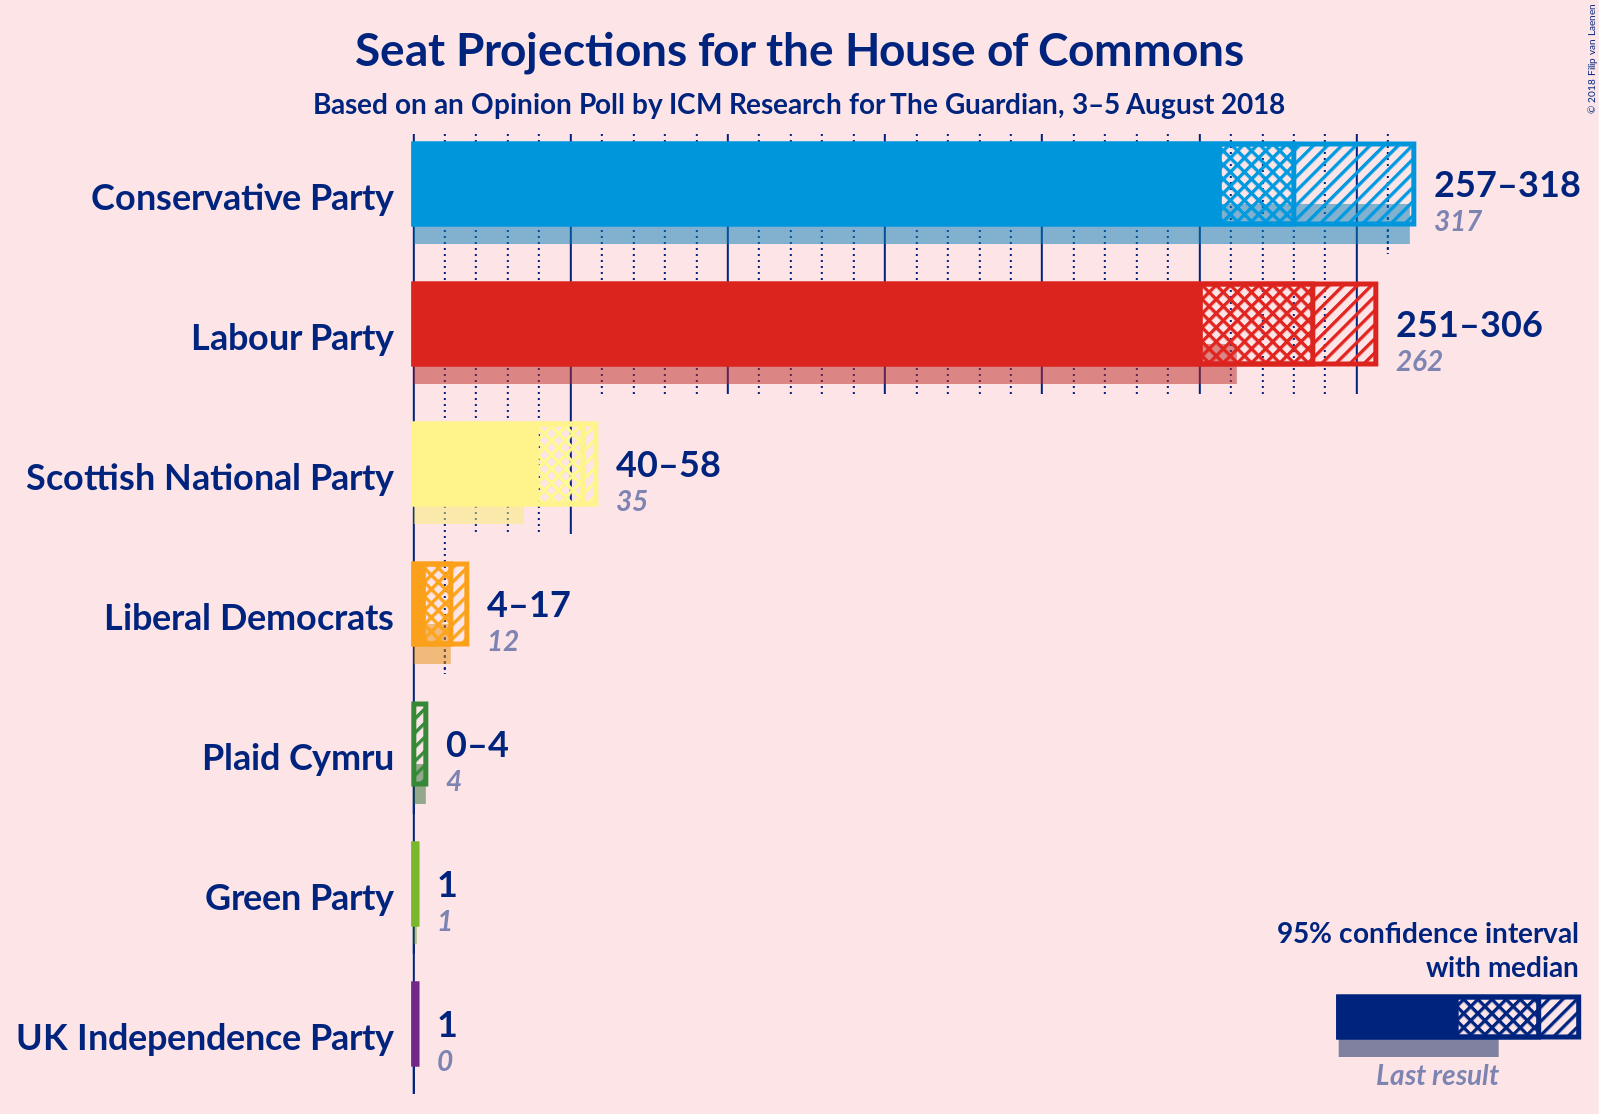 Seat Projections for the House of Commons
Based on an Opinion Poll by ICM Research for The Guardian, 3–5 August 2018
© 2018 Filip van Laenen
Conservative Party
257–318
317
Labour Party
251–306
262
Scottish National Party
40–58
35
Liberal Democrats
4–17
12
Plaid Cymru
0–4
4
Green Party
1
1
UK Independence Party
1
0
95% confidence interval
with median
Last result